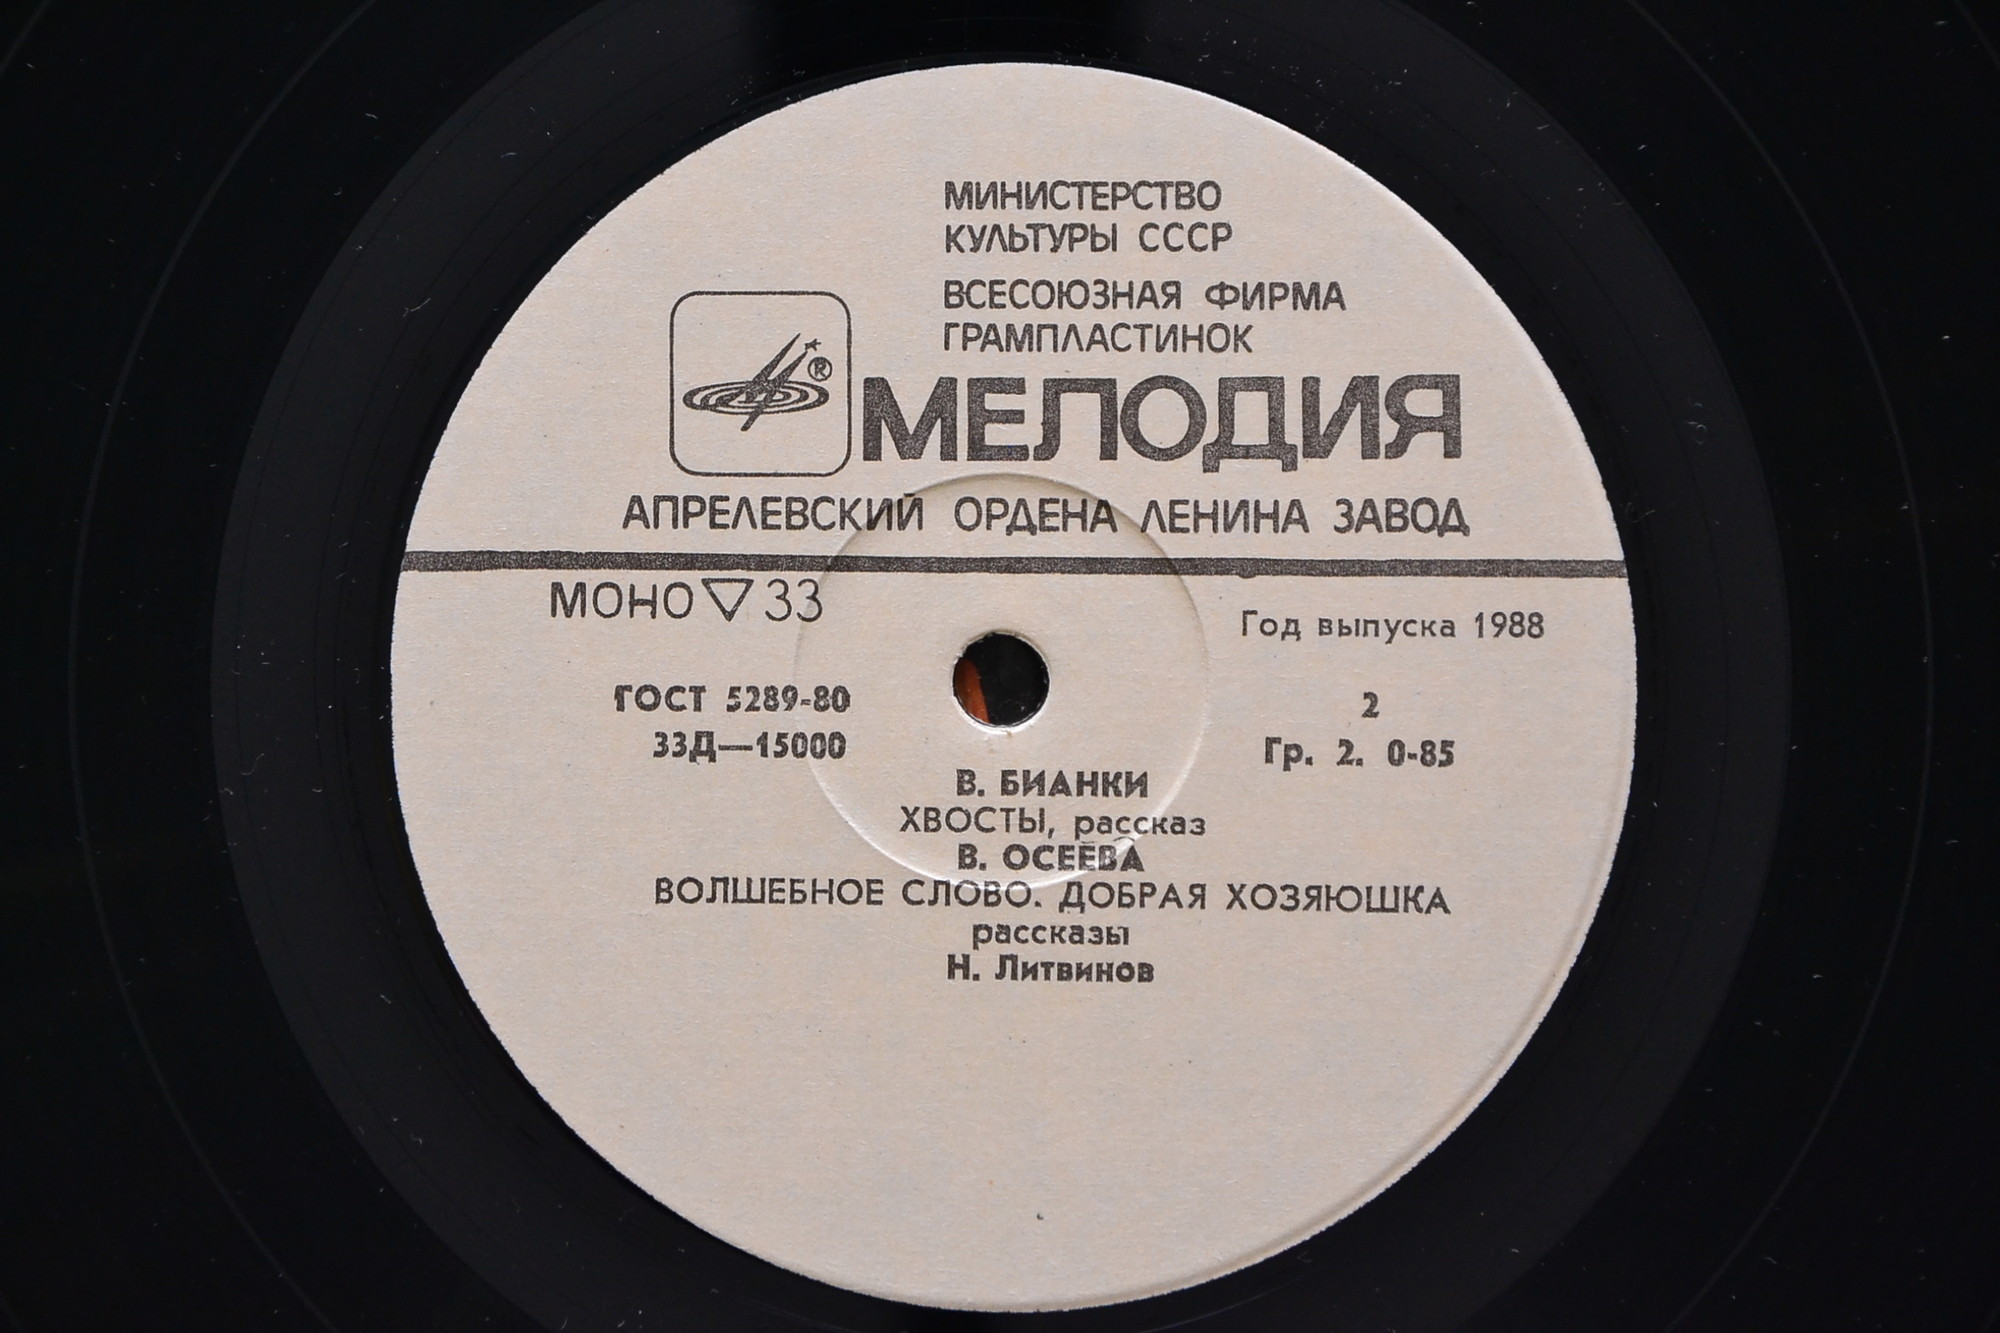 МИНИСТЕРСТВО
КУЛЬТУРЫ СССР
ВСЕСОЮЗНАЯ ФИРМА
ГРАМПЛАСТИНОК
®
МЕЛОДИЯ
АПРЕЛЕВСКИЙ ОРДЕНА ЛЕНИНА ЗАВОД
МОНО ▽ 33
Год выпуска 1988
ГОСТ 5289-80
2
33Д—15000
Гр. 2. 0-85
В. БИАНКИ
ХВОСТЫ, рассказ
В. ОСЕЕВА
ВОЛШЕБНОЕ СЛОВО. ДОБРАЯ ХОЗЯЮШКА
рассказы
Н. Литвинов